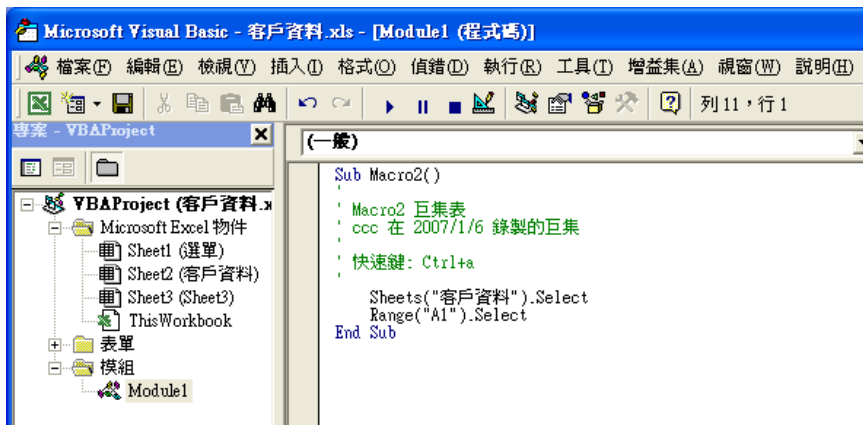 Microsoft Visual Basic - 客戶資料.xls - [Module1 (程式碼)]
檔案(F) 編輯(E) 檢視(V) 插入(I) 格式(O) 偵錯(D) 執行(R) 工具(T) 增益集(A) 視窗(W) 說明(H)
列 11，行 1
專案 - VBAProject
(一般)
VBAProject (客戶資料.x
Microsoft Excel 物件
Sheet1 (選單)
Sheet2 (客戶資料)
Sheet3 (Sheet3)
ThisWorkbook
表單
模組
Module1
Sub Macro2()
'
' Macro2 巨集表
' ccc 在 2007/1/6 錄製的巨集
'
' 快速鍵: Ctrl+a
'
Sheets("客戶資料").Select
Range("A1").Select
End Sub